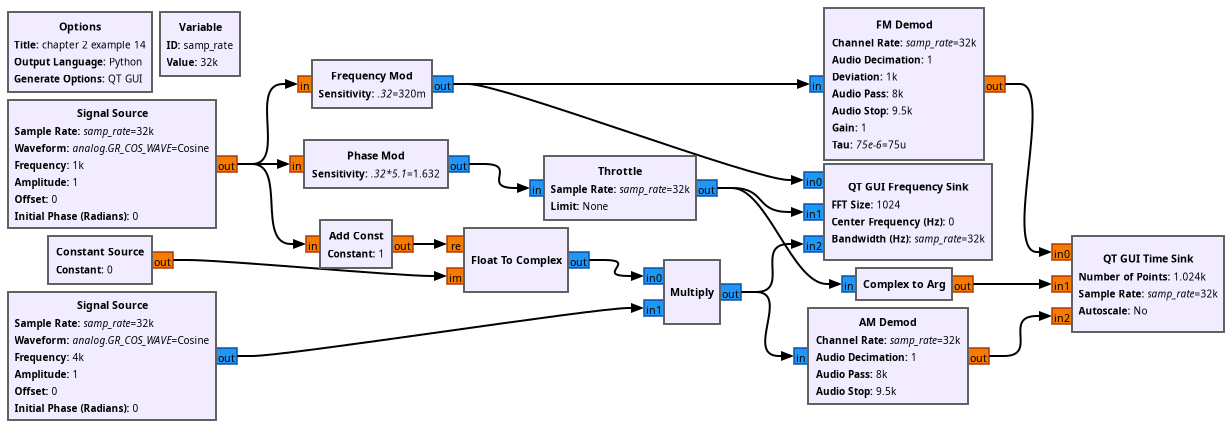 Options
Title: chapter 2 example 14
Output Language: Python
Generate Options: QT GUI
Variable
ID: samp_rate
Value: 32k
Signal Source
Sample Rate: samp_rate=32k
Waveform: analog.GR_COS_WAVE=Cosine
Frequency: 1k
Amplitude: 1
Offset: 0
Initial Phase (Radians): 0
out
Constant Source
Constant: 0
out
Signal Source
Sample Rate: samp_rate=32k
Waveform: analog.GR_COS_WAVE=Cosine
Frequency: 4k
Amplitude: 1
Offset: 0
Initial Phase (Radians): 0
out
in
Frequency Mod
Sensitivity: .32=320m
out
in
Phase Mod
Sensitivity: .32*5.1=1.632
out
in
Add Const
Constant: 1
out
re
im
Float To Complex
out
in
Throttle
Sample Rate: samp_rate=32k
Limit: None
out
in0
in1
Multiply
out
in
FM Demod
Channel Rate: samp_rate=32k
Audio Decimation: 1
Deviation: 1k
Audio Pass: 8k
Audio Stop: 9.5k
Gain: 1
Tau: 75e-6=75u
out
in0
in1
in2
QT GUI Frequency Sink
FFT Size: 1024
Center Frequency (Hz): 0
Bandwidth (Hz): samp_rate=32k
in
Complex to Arg
out
in
AM Demod
Channel Rate: samp_rate=32k
Audio Decimation: 1
Audio Pass: 8k
Audio Stop: 9.5k
out
in0
in1
in2
QT GUI Time Sink
Number of Points: 1.024k
Sample Rate: samp_rate=32k
Autoscale: No